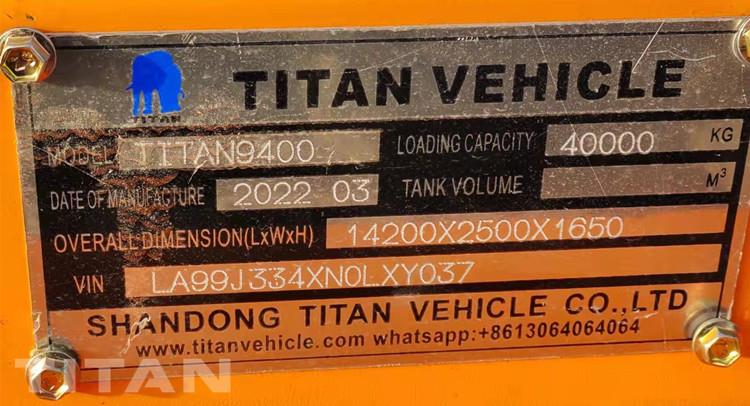 TITAN
TITAN VEHICLE
MODEL TITAN9400 LOADING CAPACITY 40000 KG
DATE OF MANUFACTURE 2022 03 TANK VOLUME M³
OVERALL DIMENSION(LxWxH) 14200X2500X1650
VIN LA99J334XN0LXY037
SHANDONG TITAN VEHICLE CO.,LTD
www.titanvehicle.com whatsapp:+8613064064064
TITAN